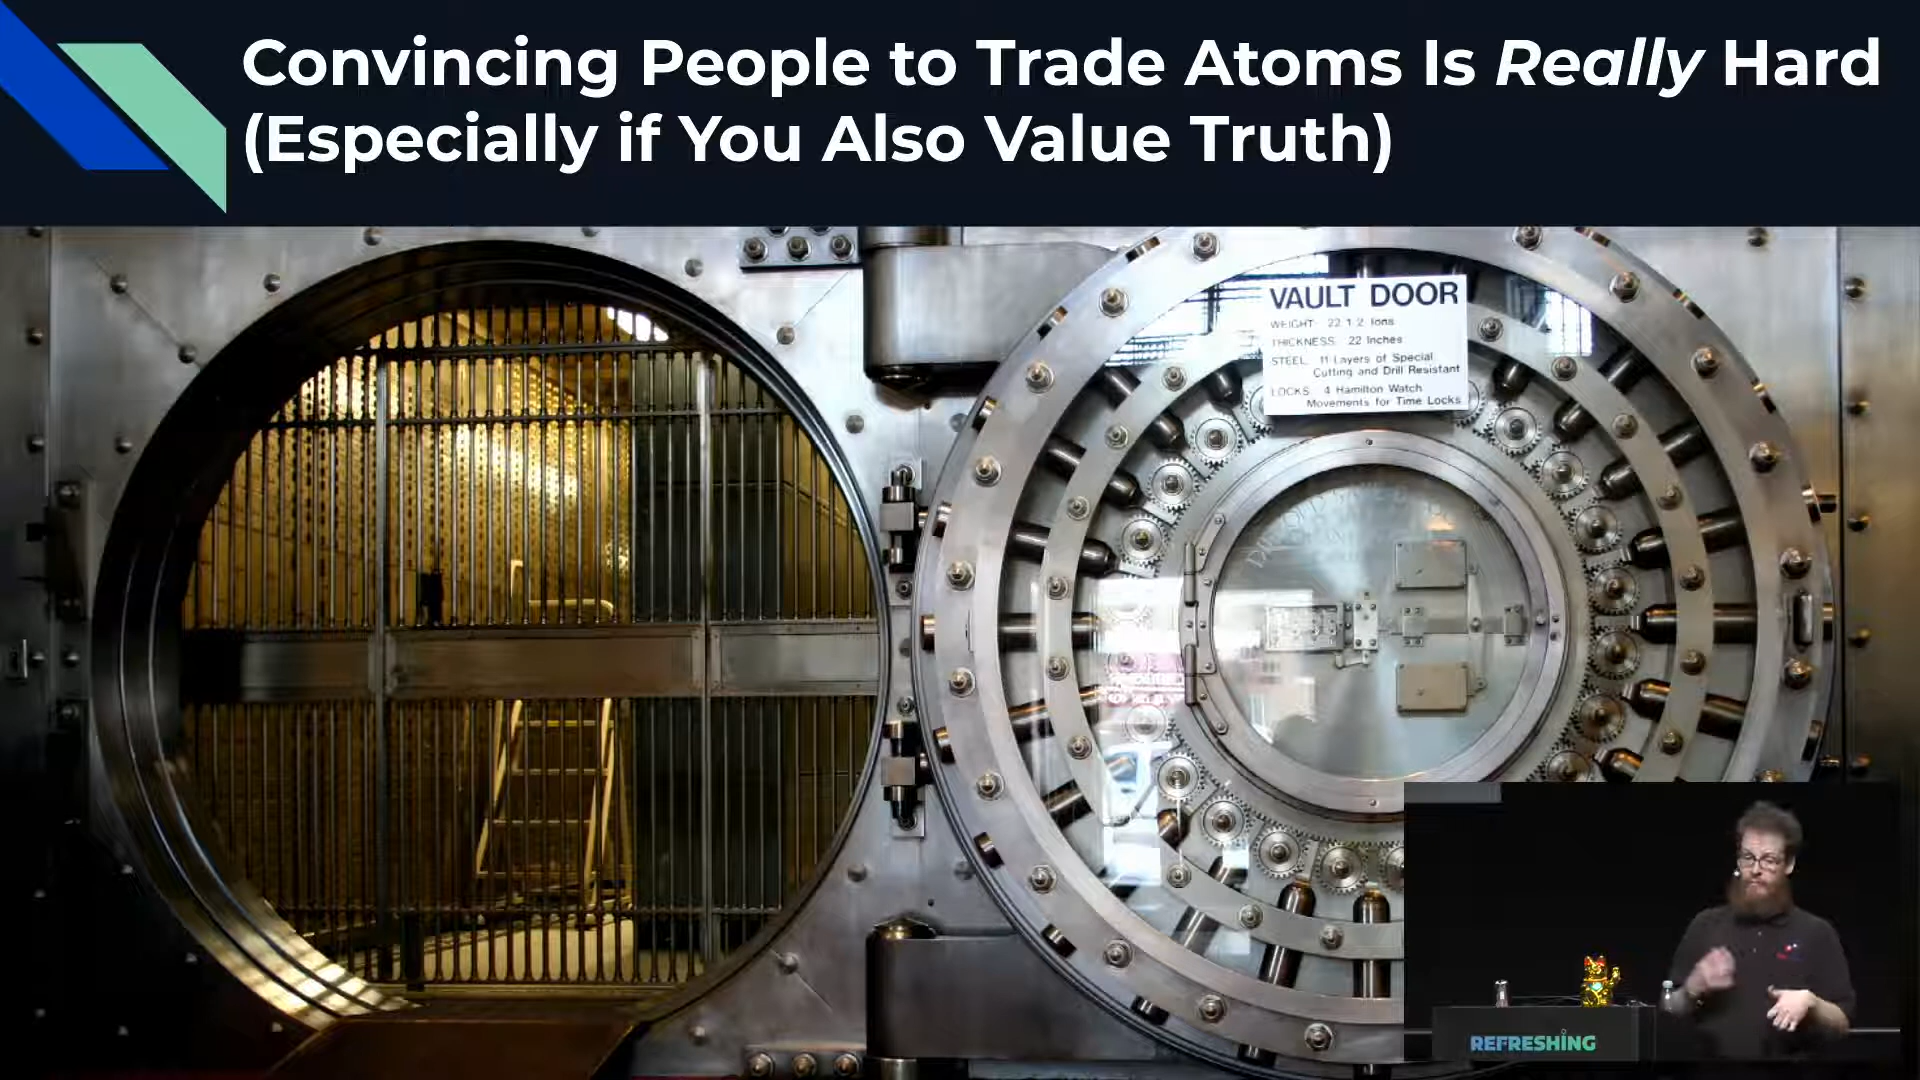 Convincing People to Trade Atoms Is Really Hard
(Especially if You Also Value Truth)
VAULT DOOR
WEIGHT: 22 1-2 Tons
THICKNESS: 22 Inches
STEEL: 11 Layers of Special
Cutting and Drill Resistant
LOCKS: 4 Hamilton Watch
Movements for Time Locks
REFRESHING